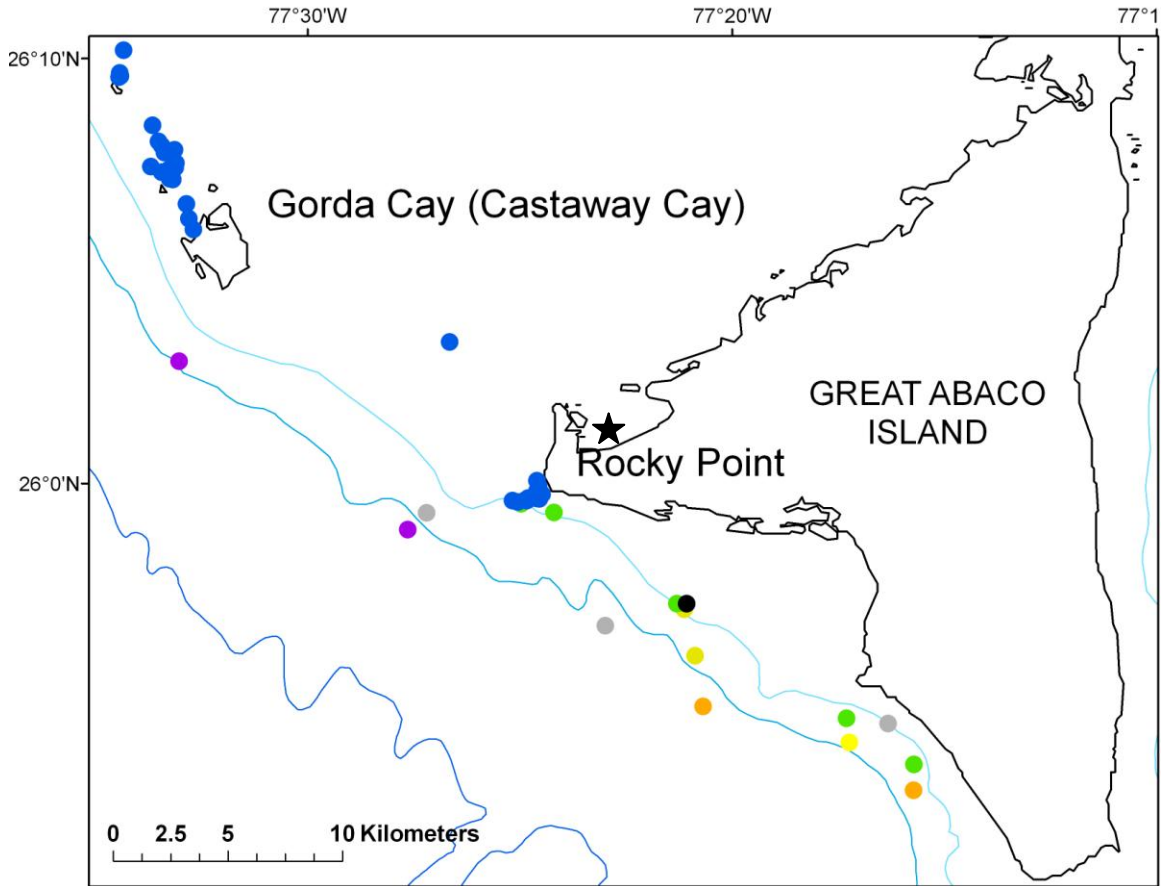 77°30'W
77°20'W
77°1
26°10'N
Gorda Cay (Castaway Cay)
GREAT ABACO
ISLAND
Rocky Point
26°0'N
0 2.5 5 10 Kilometers